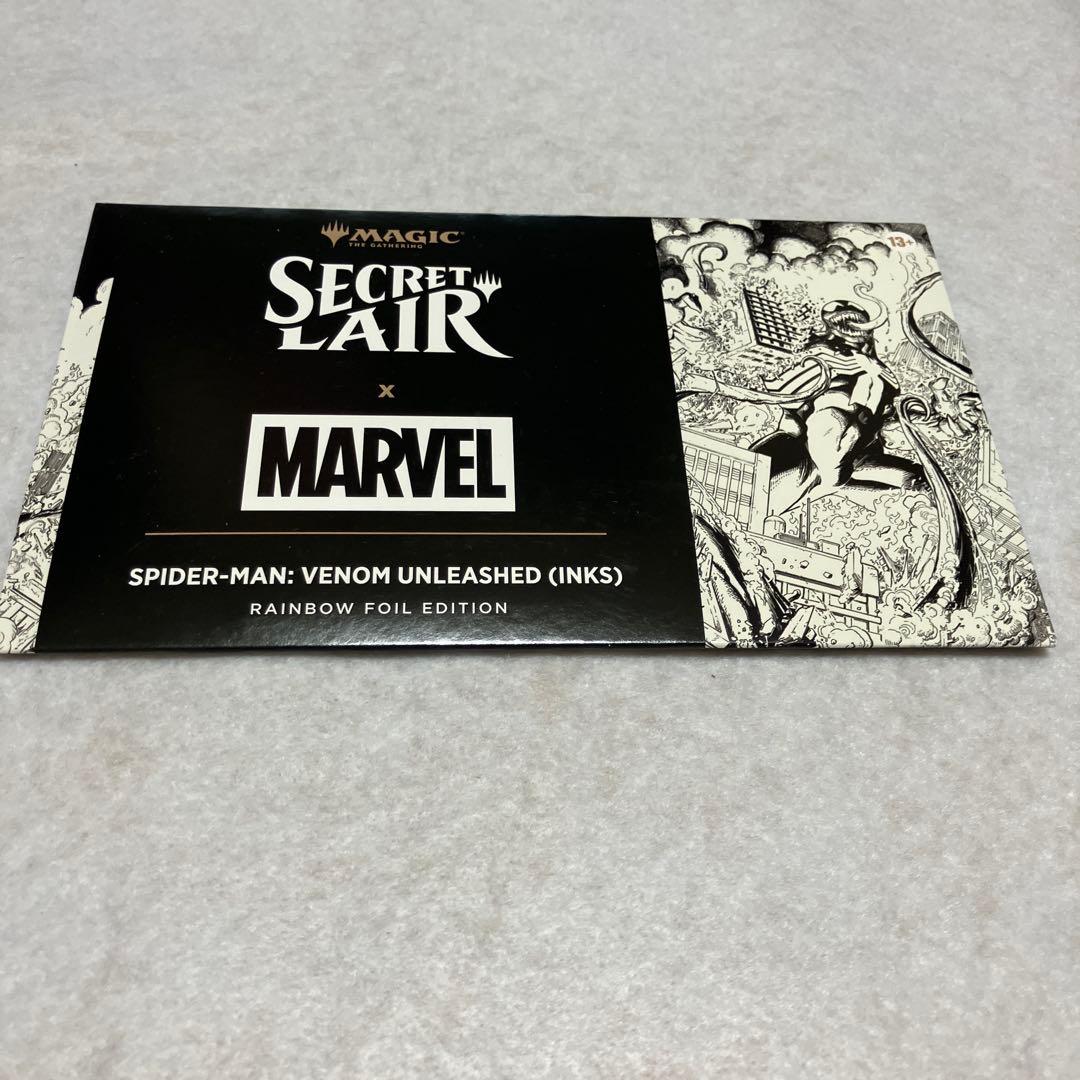 MAGIC
THE GATHERING
SECRET
LAIR
X
MARVEL
SPIDER-MAN: VENOM UNLEASHED (INKS)
RAINBOW FOIL EDITION
13+